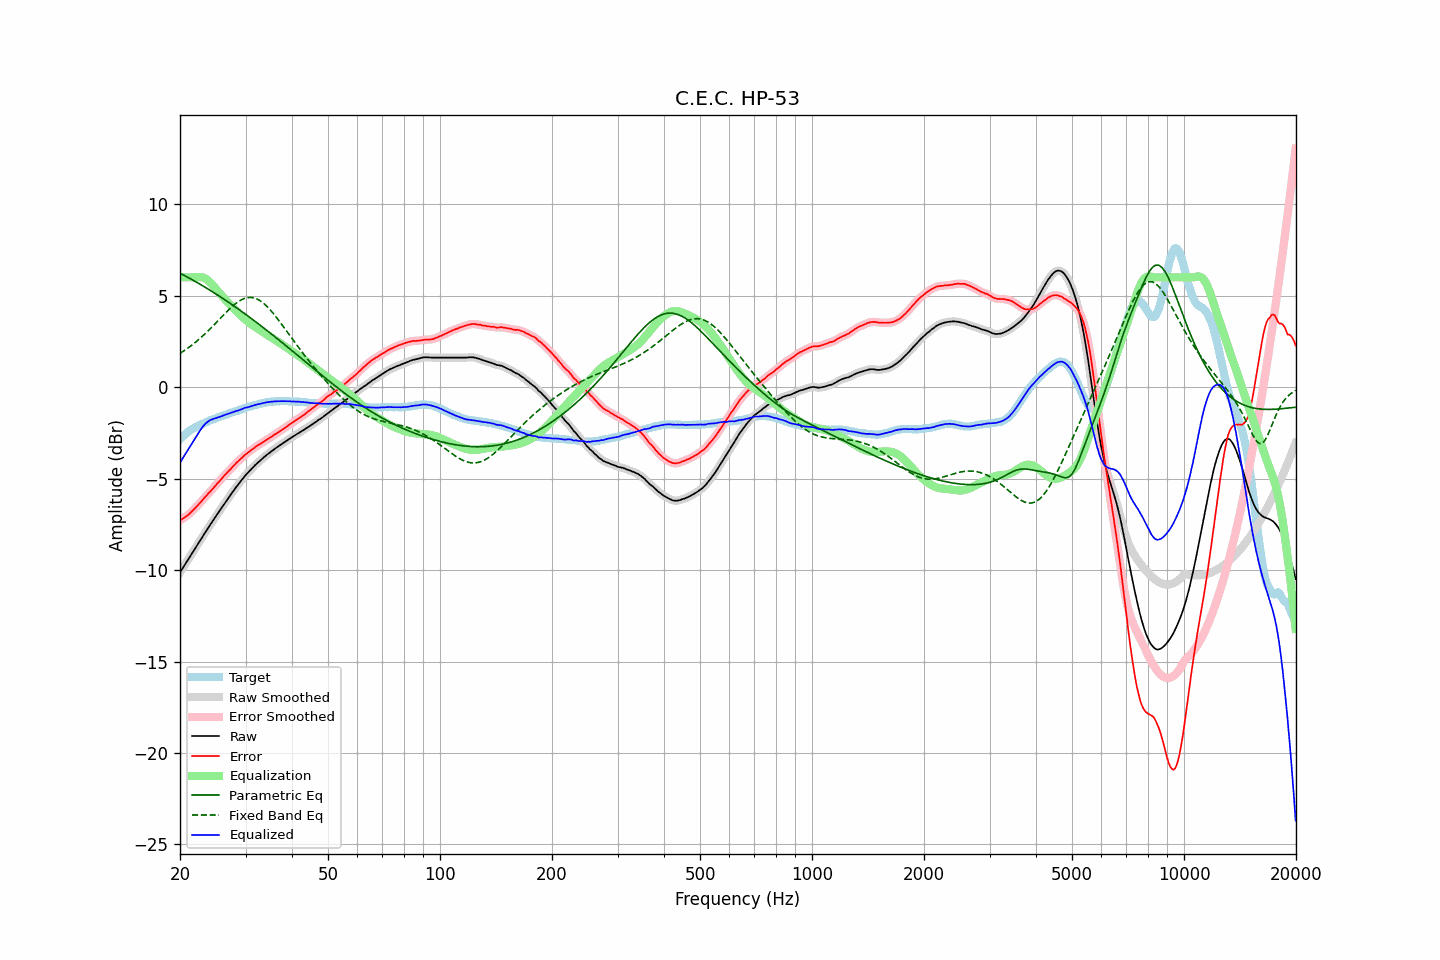 C.E.C. HP-53
Amplitude (dBr)
10
5
0
−5
−10
−15
−20
−25
Target
Raw Smoothed
Error Smoothed
Raw
Error
Equalization
Parametric Eq
Fixed Band Eq
Equalized
20 50 100 200 500 1000 2000 5000 10000 20000
Frequency (Hz)